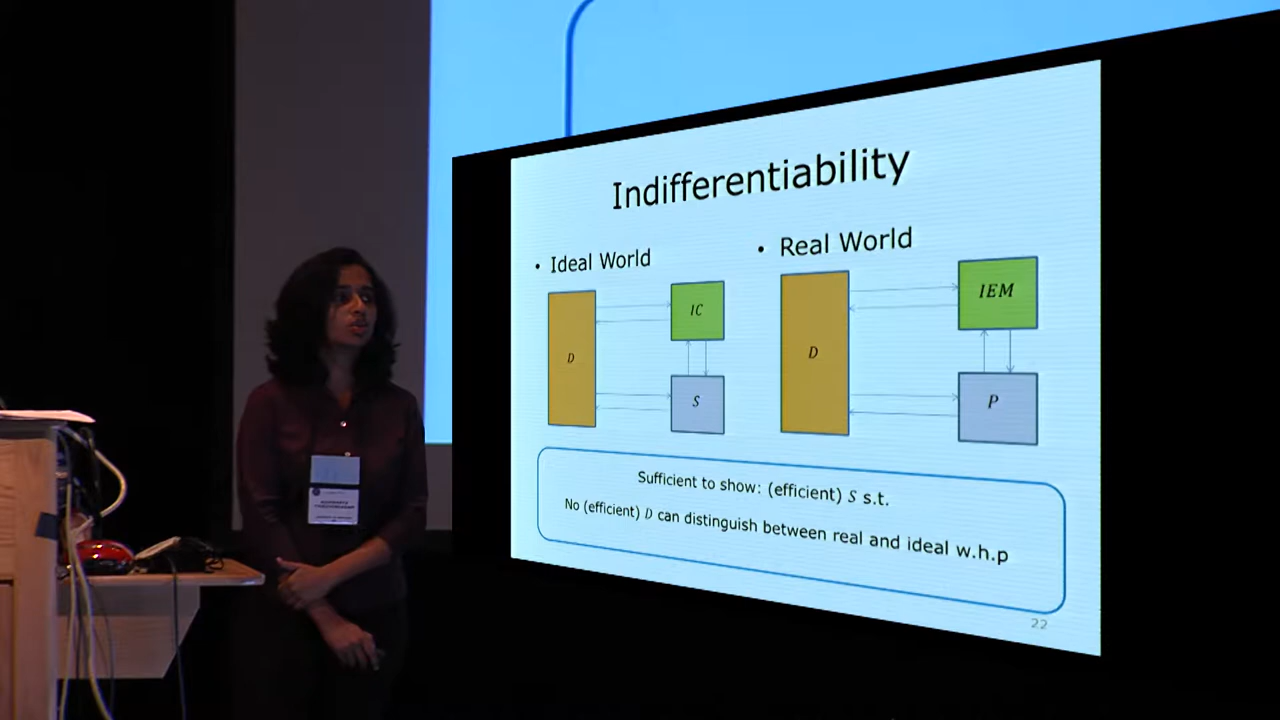 Indifferentiability
• Ideal World
• Real World
D
IC
S
D
IEM
P
Sufficient to show: (efficient) S s.t.
No (efficient) D can distinguish between real and ideal w.h.p
22